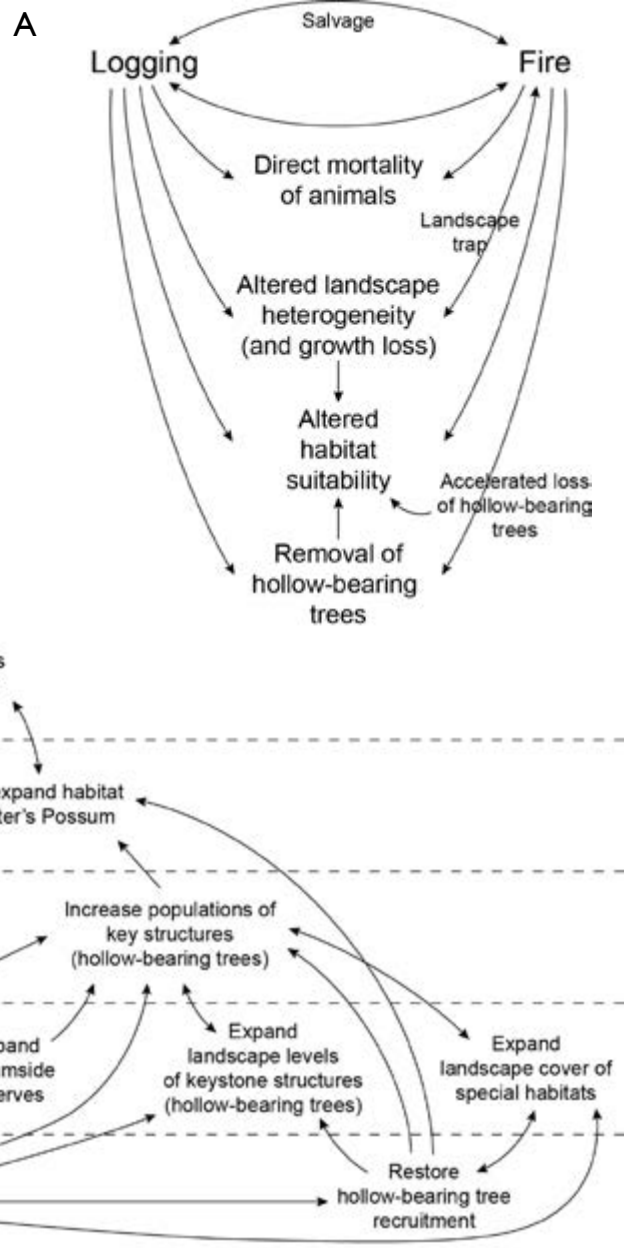 A
Salvage
Logging
Fire
Direct mortality
of animals
Landscape
trap
Altered landscape
heterogeneity
(and growth loss)
Altered
habitat
suitability
Accelerated loss
of hollow-bearing
trees
Removal of
hollow-bearing
trees
s
xpand habitat
ter's Possum
Increase populations of
key structures
(hollow-bearing trees)
pand
mside
erves
Expand
landscape levels
of keystone structures
(hollow-bearing trees)
Expand
landscape cover of
special habitats
Restore
hollow-bearing tree
recruitment